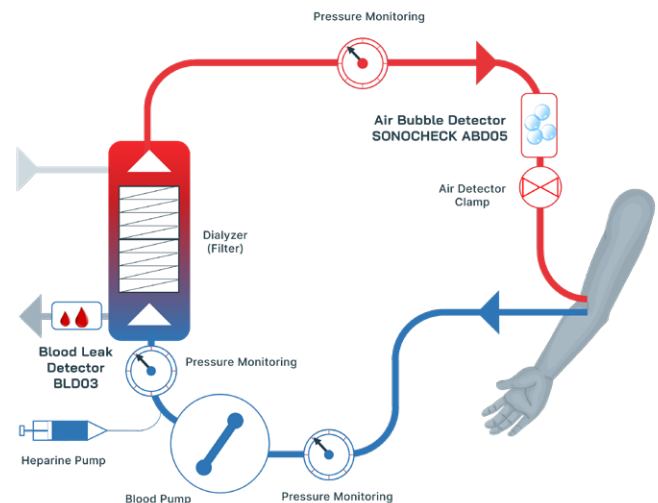 Pressure Monitoring
Air Bubble Detector
SONOCHECK ABD05
Air Detector
Clamp
Dialyzer
(Filter)
Blood Leak
Detector
BLD03
Pressure Monitoring
Heparine Pump
Blood Pump
Pressure Monitoring